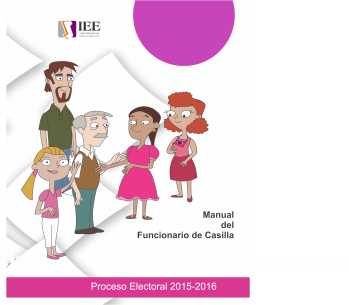 IEE
Manual
del
Funcionario de Casilla
Proceso Electoral 2015-2016